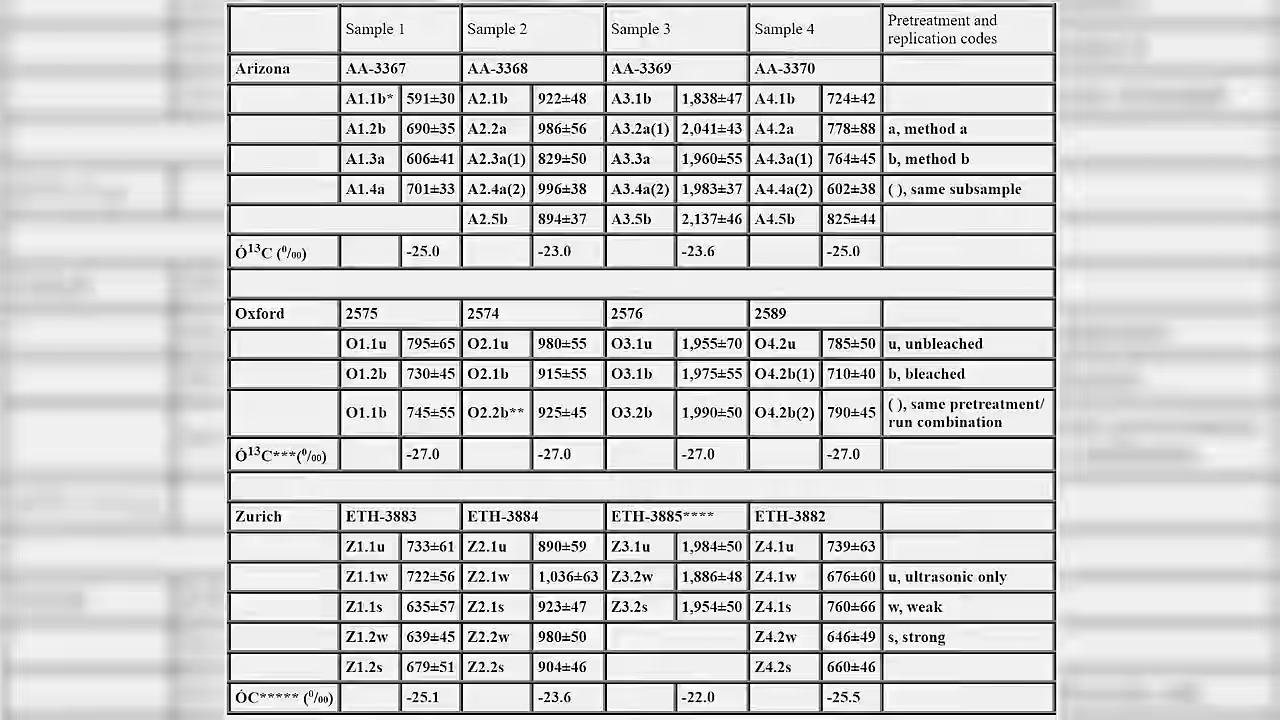 Sample 1 Sample 2 Sample 3 Sample 4 Pretreatment and
replication codes
Arizona AA-3367 AA-3368 AA-3369 AA-3370
A1.1b* 591±30 A2.1b 922±48 A3.1b 1,838±47 A4.1b 724±42
A1.2b 690±35 A2.2a 986±56 A3.2a(1) 2,041±43 A4.2a 778±88 a, method a
A1.3a 606±41 A2.3a(1) 829±50 A3.3a 1,960±55 A4.3a(1) 764±45 b, method b
A1.4a 701±33 A2.4a(2) 996±38 A3.4a(2) 1,983±37 A4.4a(2) 602±38 ( ), same subsample
A2.5b 894±37 A3.5b 2,137±46 A4.5b 825±44
Ó¹³C (⁰/₀₀) -25.0 -23.0 -23.6 -25.0
Oxford 2575 2574 2576 2589
O1.1u 795±65 O2.1u 980±55 O3.1u 1,955±70 O4.2u 785±50 u, unbleached
O1.2b 730±45 O2.1b 915±55 O3.1b 1,975±55 O4.2b(1) 710±40 b, bleached
O1.1b 745±55 O2.2b** 925±45 O3.2b 1,990±50 O4.2b(2) 790±45 ( ), same pretreatment/
run combination
Ó¹³C***(⁰/₀₀) -27.0 -27.0 -27.0 -27.0
Zurich ETH-3883 ETH-3884 ETH-3885**** ETH-3882
Z1.1u 733±61 Z2.1u 890±59 Z3.1u 1,984±50 Z4.1u 739±63
Z1.1w 722±56 Z2.1w 1,036±63 Z3.2w 1,886±48 Z4.1w 676±60 u, ultrasonic only
Z1.1s 635±57 Z2.1s 923±47 Z3.2s 1,954±50 Z4.1s 760±66 w, weak
Z1.2w 639±45 Z2.2w 980±50 Z4.2w 646±49 s, strong
Z1.2s 679±51 Z2.2s 904±46 Z4.2s 660±46
ÓC***** (⁰/₀₀) -25.1 -23.6 -22.0 -25.5